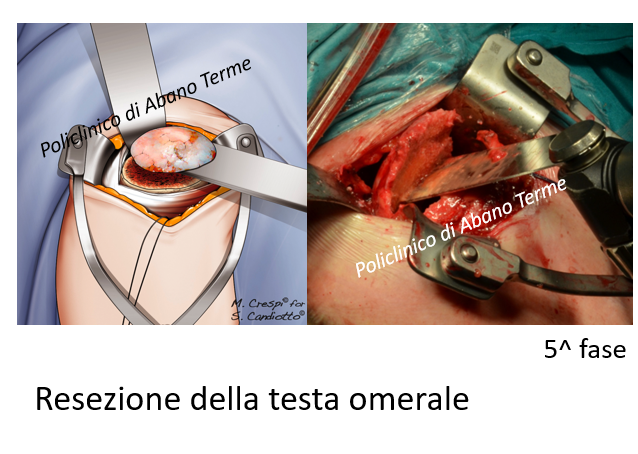 Policlinico di Abano Terme
Policlinico di Abano Terme
M. Crespi© for
S. Candiotto©
5^ fase
Resezione della testa omerale